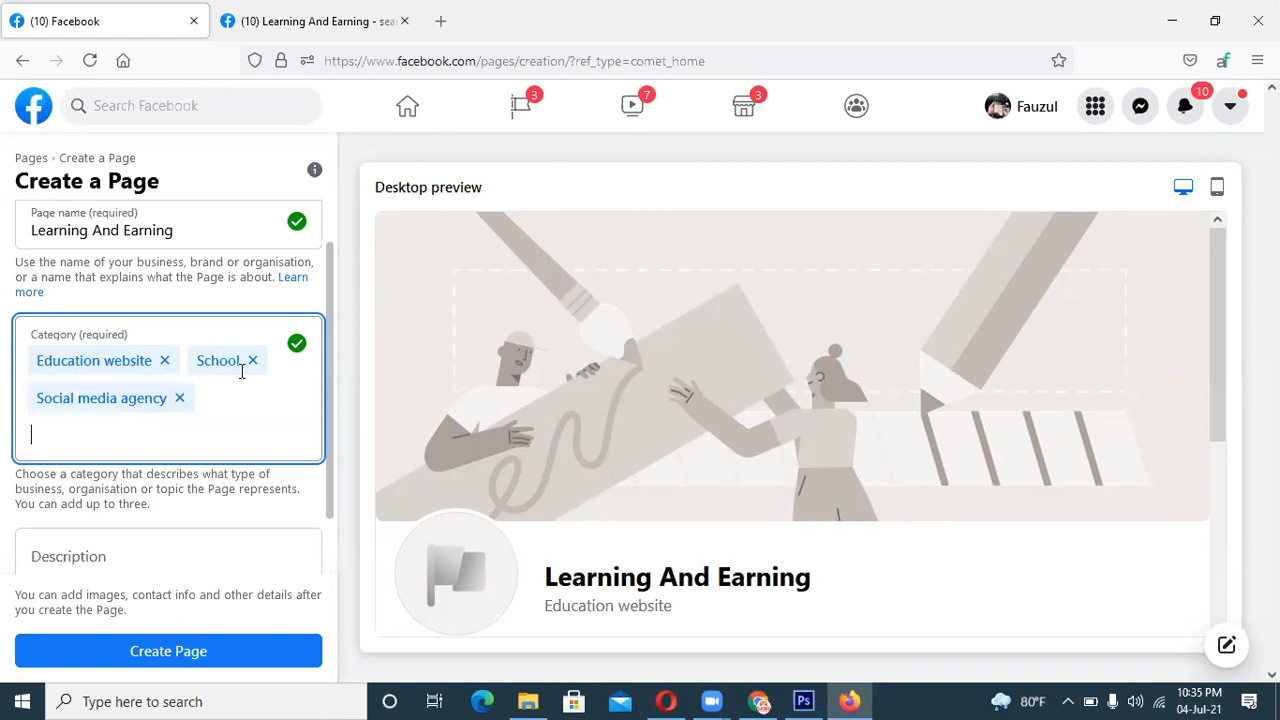 (10) Facebook
(10) Learning And Earning - sea
https://www.facebook.com/pages/creation/?ref_type=comet_home
Search Facebook
3
7
3
Fauzul
10
Pages › Create a Page
Create a Page
Page name (required)
Learning And Earning
Use the name of your business, brand or organisation,
or a name that explains what the Page is about. Learn
more
Category (required)
Education website
School
Social media agency
Choose a category that describes what type of
business, organisation or topic the Page represents.
You can add up to three.
Description
You can add images, contact info and other details after
you create the Page.
Create Page
Desktop preview
Learning And Earning
Education website
Type here to search
Ps
80°F
10:35 PM
04-Jul-21